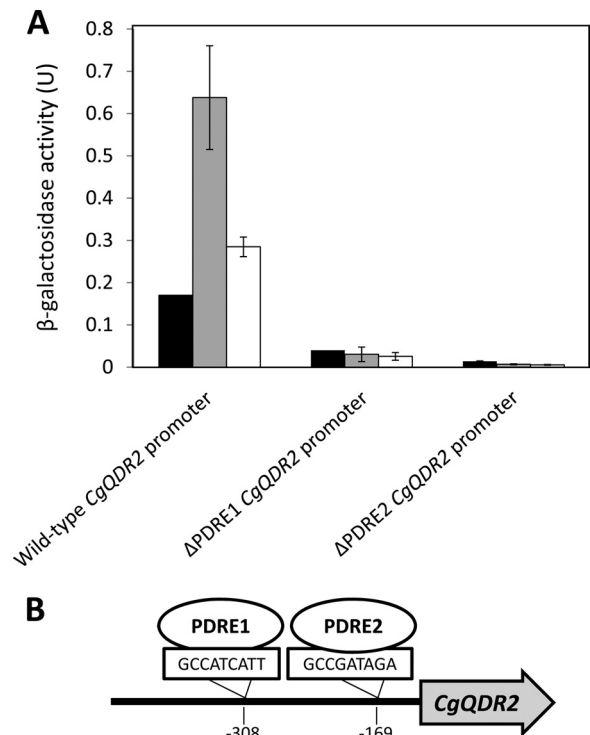 A
β-galactosidase activity (U)
0.8
0.7
0.6
0.5
0.4
0.3
0.2
0.1
0
Wild-type CgQDR2 promoter
ΔPDRE1 CgQDR2 promoter
ΔPDRE2 CgQDR2 promoter
B
PDRE1 PDRE2
GCCATCATT GCCGATAGA
CgQDR2
-308 -169